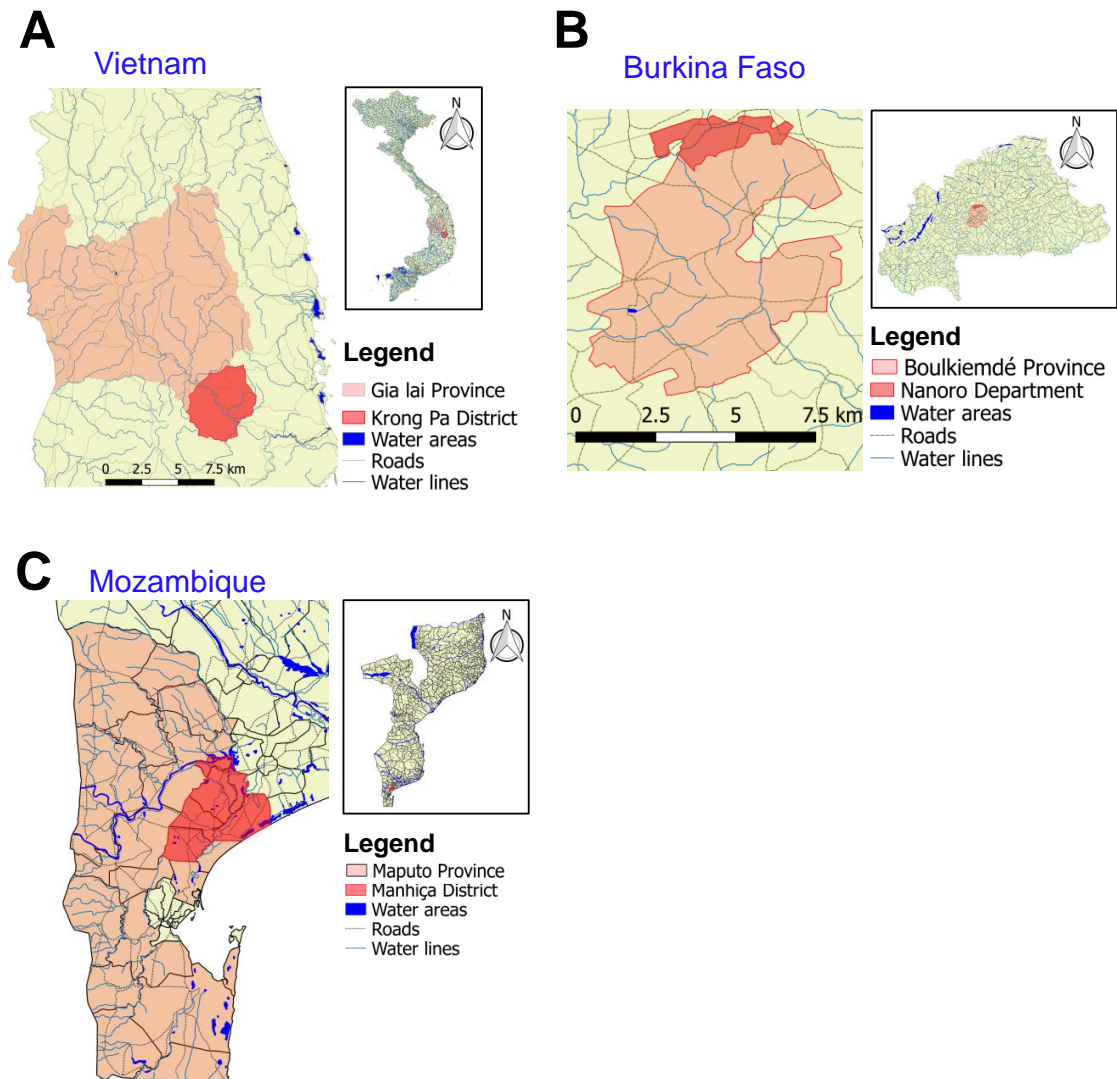 A
Vietnam
N
Legend
Gia lai Province
Krong Pa District
Water areas
Roads
Water lines
0 2.5 5 7.5 km
B
Burkina Faso
N
0 2.5 5 7.5 km
Legend
Boulkiemdé Province
Nanoro Department
Water areas
Roads
Water lines
C
Mozambique
N
Legend
Maputo Province
Manhiça District
Water areas
Roads
Water lines